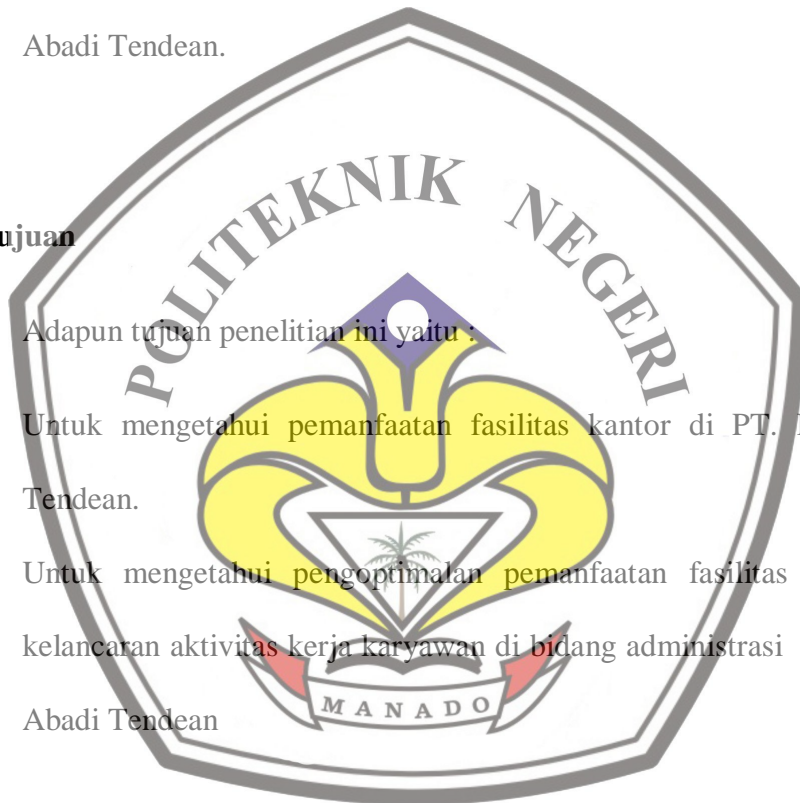 Abadi Tendean.
POLITEKNIK NEGERI
ujuan
Adapun tujuan penelitian ini yaitu :
Untuk mengetahui pemanfaatan fasilitas kantor di PT.
Tendean.
Untuk mengetahui pengoptimalan pemanfaatan fasilitas
kelancaran aktivitas kerja karyawan di bidang administrasi
Abadi Tendean
MANADO